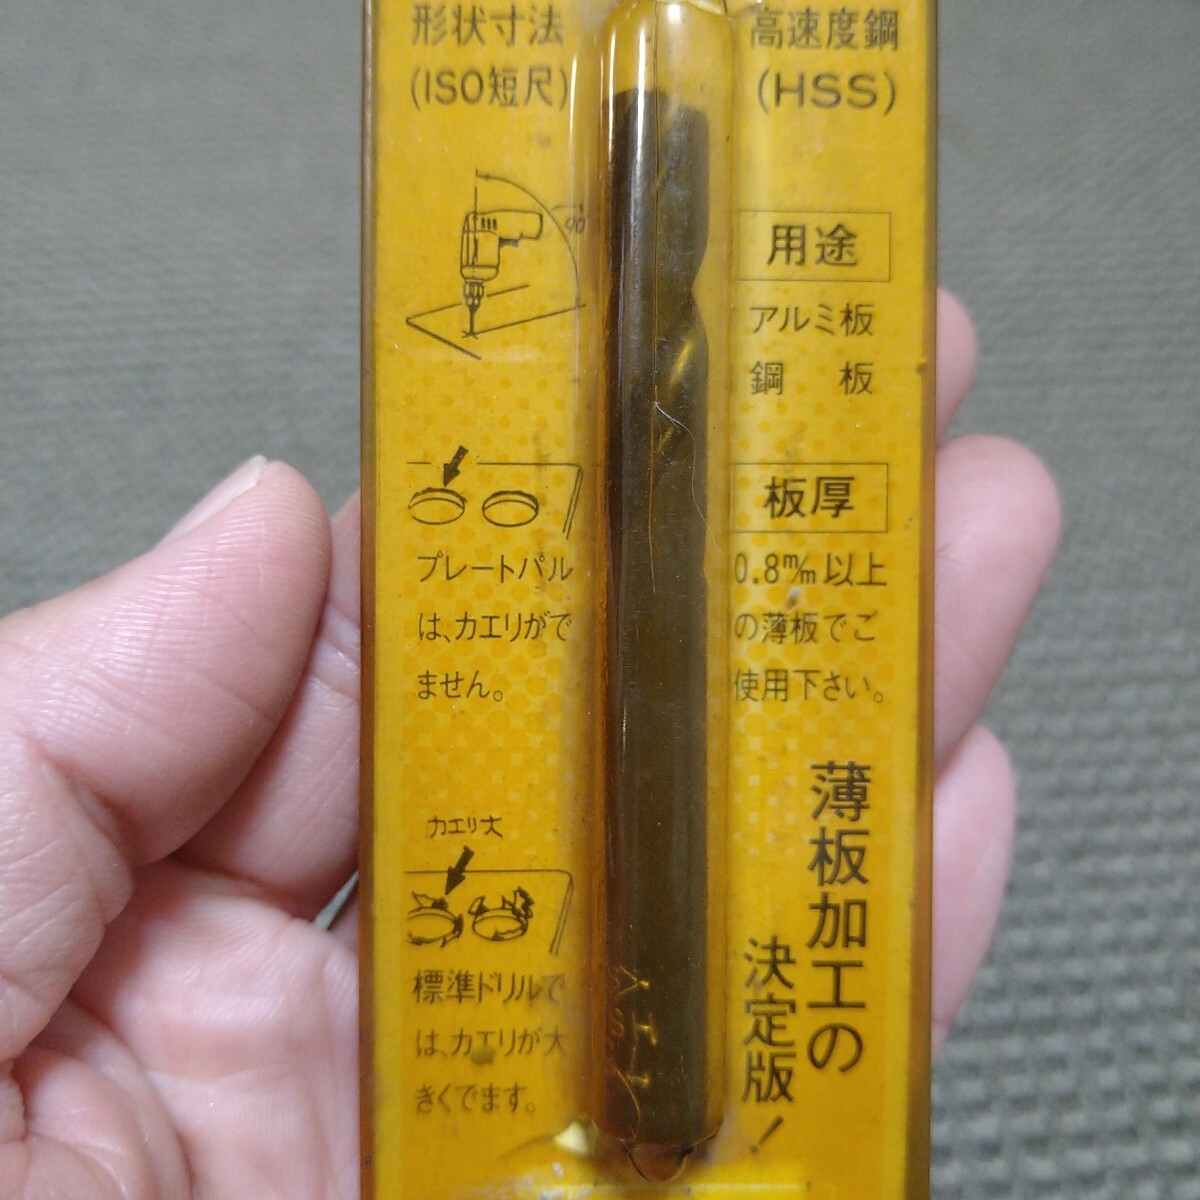 形状寸法
(ISO短尺)
90°
プレートパル
は、カエリがで
ません。
カエリ大
標準ドリルで
は、カエリが大
きくでます。
高速度鋼
(HSS)
用途
アルミ板
鋼　板
板厚
0.8㎜以上
の薄板でご
使用下さい。
薄板加工の
決定版！